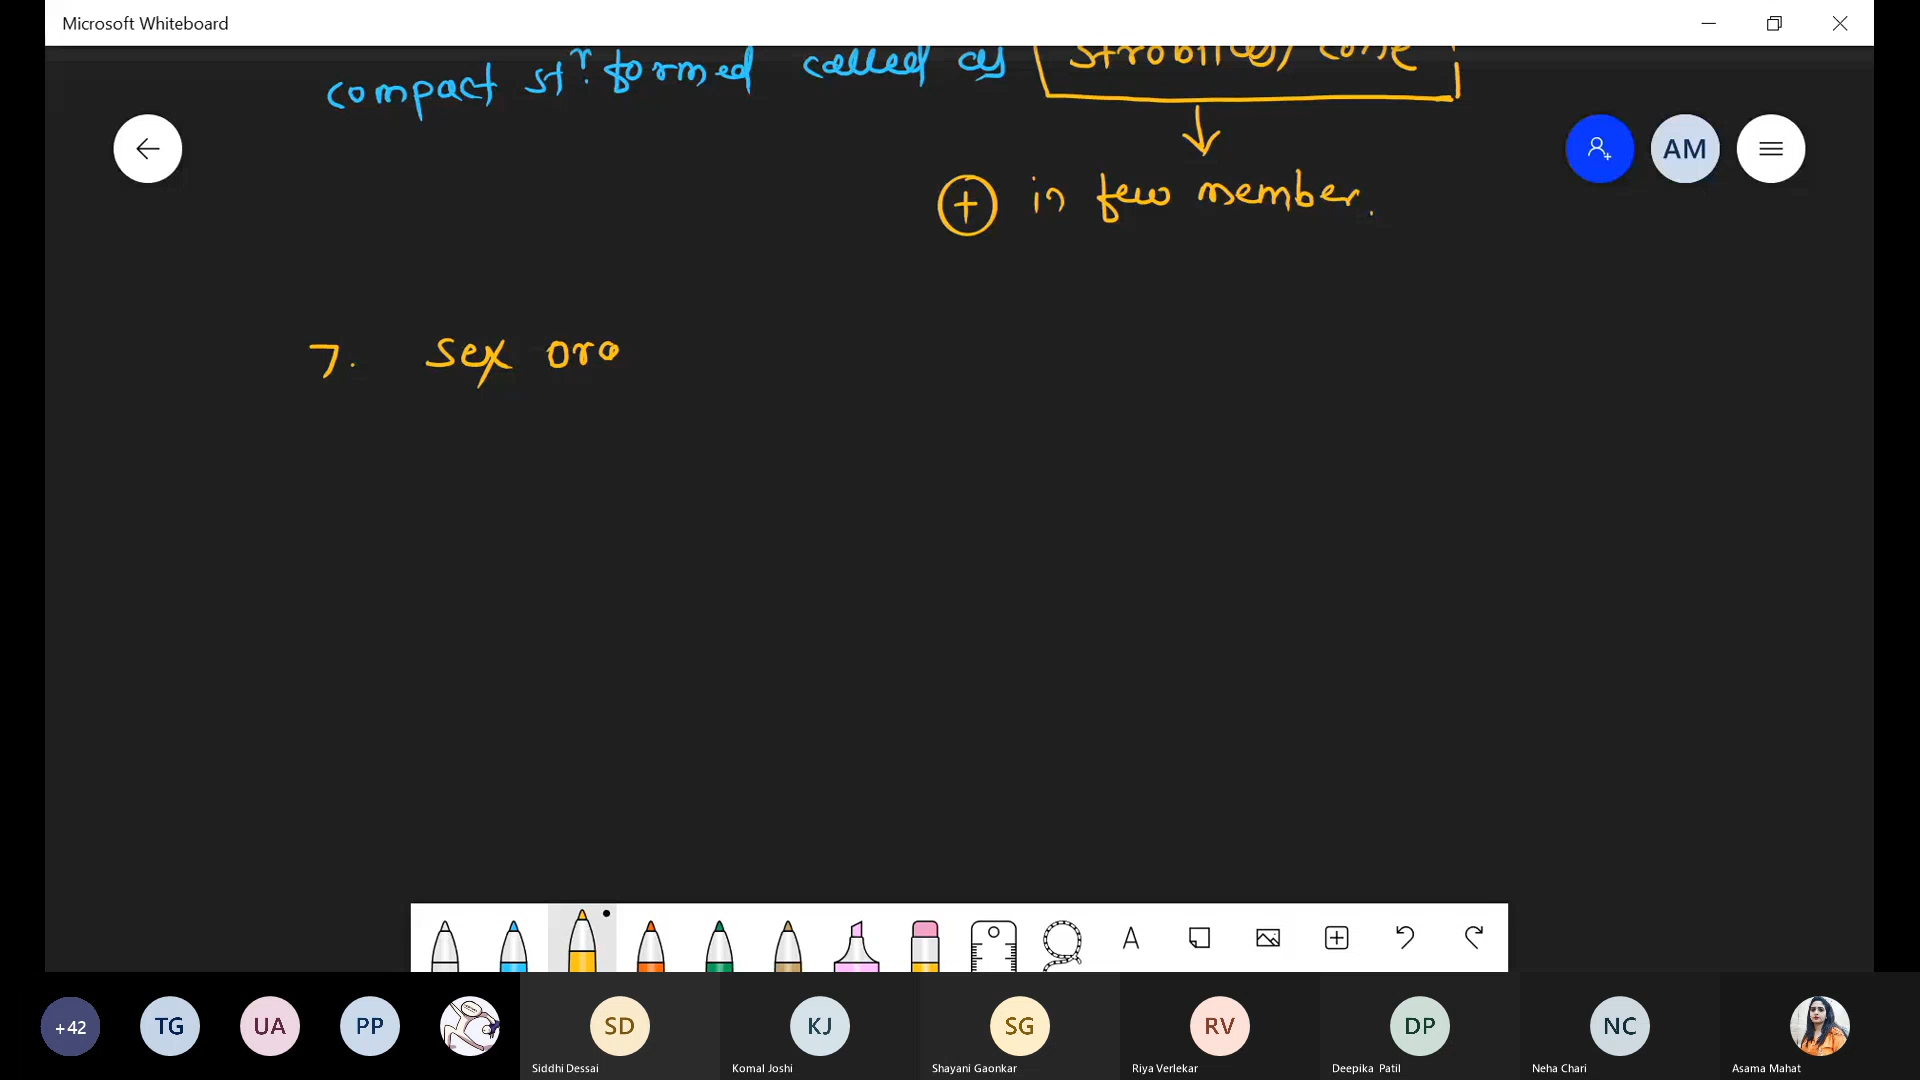 Microsoft Whiteboard
compact str. formed called as strobilus/cone
⊕ in few member.
AM
7. Sex oro
A
+42
TG
UA
PP
SD
KJ
SG
RV
DP
NC
Siddhi Dessai
Komal Joshi
Shayani Gaonkar
Riya Verlekar
Deepika Patil
Neha Chari
Asama Mahat